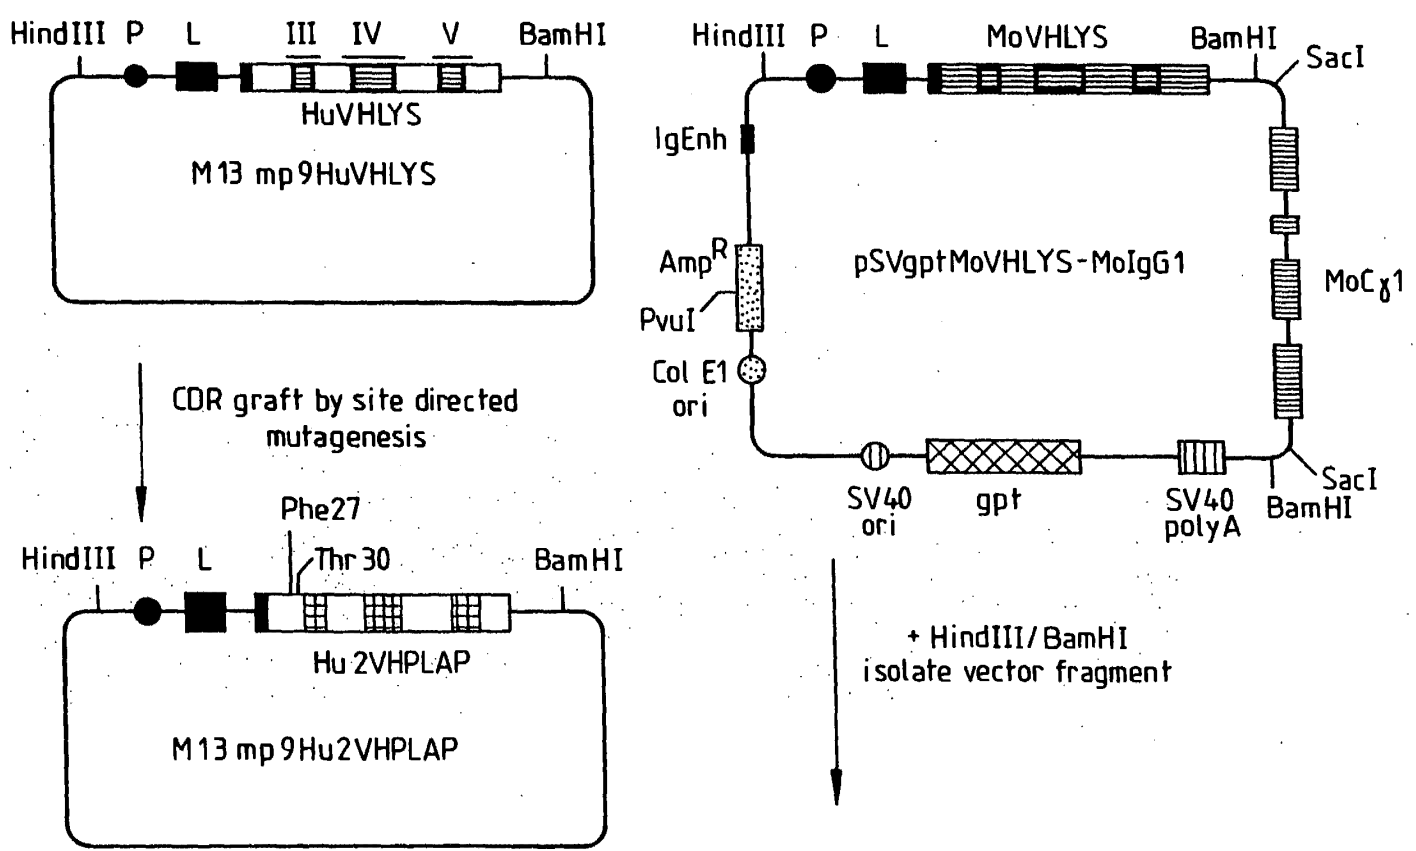 HindIII P L III IV V BamHI
HuVHLYS
M13 mp9HuVHLYS
CDR graft by site directed
mutagenesis
Phe27
Thr 30
HindIII P L BamHI
Hu2VHPLAP
M13 mp9Hu2VHPLAP
HindIII P L MoVHLYS BamHI
SacI
IgEnh
Amp^R
PvuI
Col E1
ori
pSVgptMoVHLYS-MoIgG1
MoCγ1
SV40
ori
gpt
SV40
polyA
SacI
BamHI
+ HindIII/BamHI
isolate vector fragment